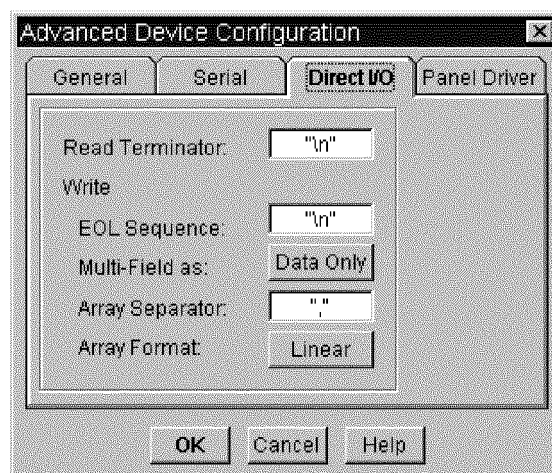 Advanced Device Configuration
General Serial Direct I/O Panel Driver
Read Terminator: "\n"
Write
EOL Sequence: "\n"
Multi-Field as: Data Only
Array Separator: ","
Array Format: Linear
OK Cancel Help